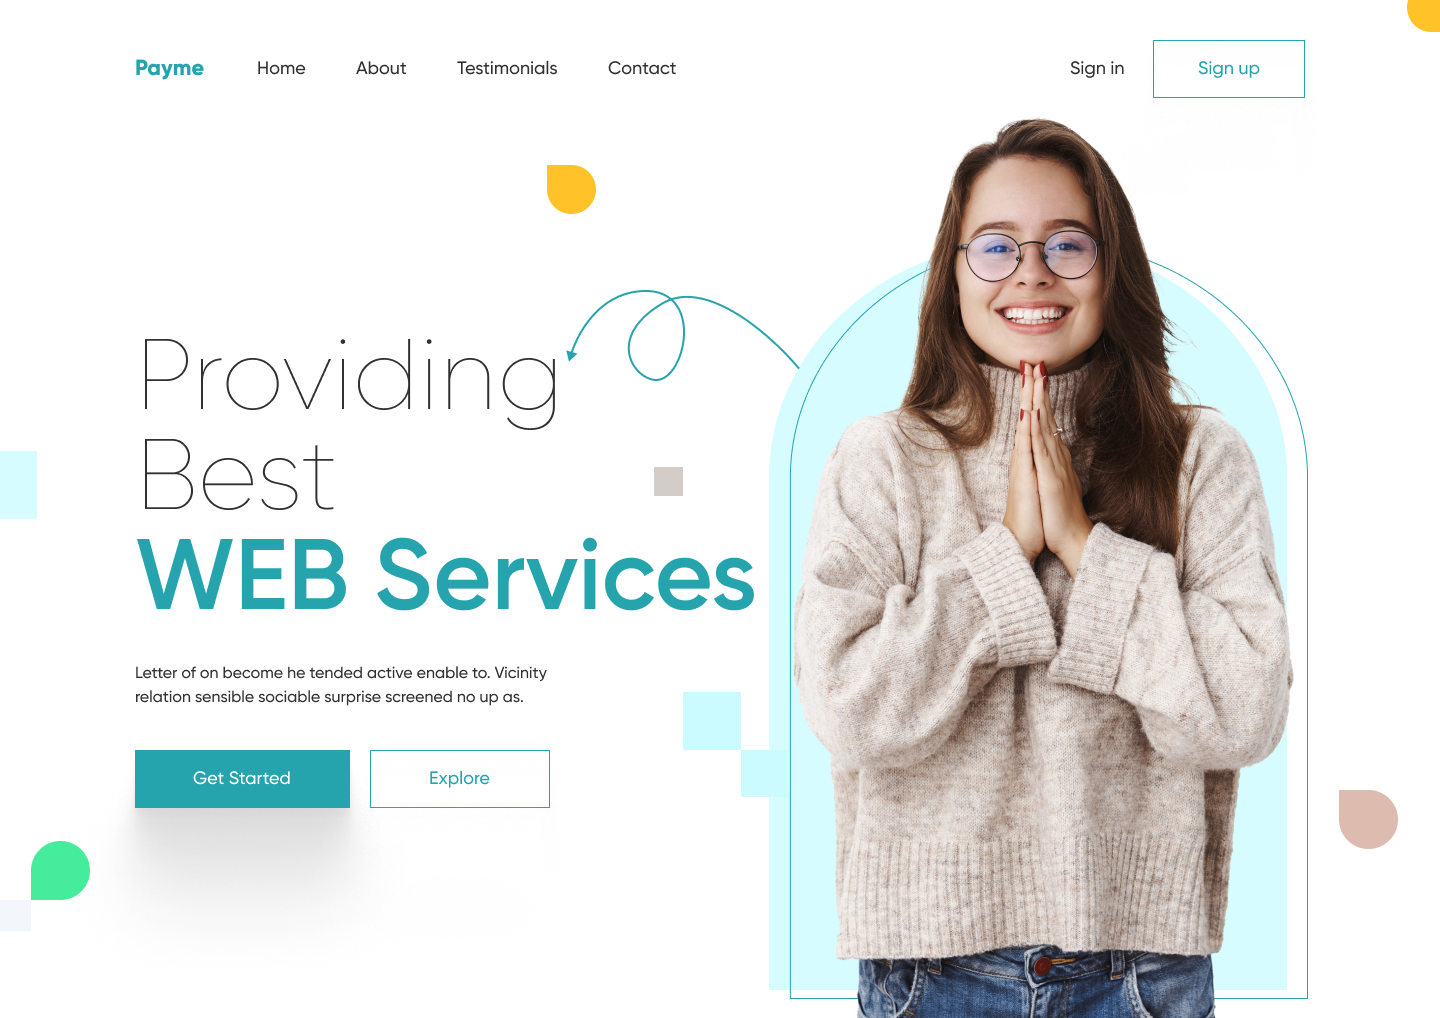 Payme Home About Testimonials Contact Sign in Sign up
Providing
Best
WEB Services
Letter of on become he tended active enable to. Vicinity
relation sensible sociable surprise screened no up as.
Get Started Explore